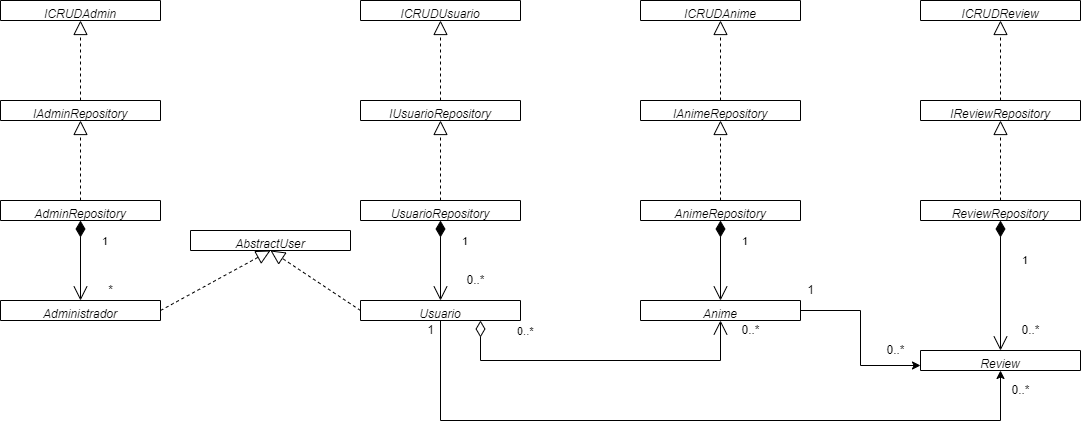 ICRUDAdmin
ICRUDUsuario
ICRUDAnime
ICRUDReview
IAdminRepository
IUsuarioRepository
IAnimeRepository
IReviewRepository
AdminRepository
UsuarioRepository
AnimeRepository
ReviewRepository
1
AbstractUser
1
1
1
*
0..*
1
Administrador
Usuario
Anime
1
0..*
0..*
0..*
0..*
Review
0..*